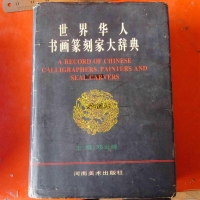 世界华人
书画篆刻家大辞典
A RECORD OF CHINESE
CALLIGRAPHERS PAINTERS AND
SEAL CARVERS
河南美术出版社